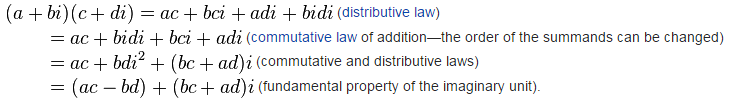 (a + bi)(c + di) = ac + bci + adi + bidi (distributive law)
= ac + bidi + bci + adi (commutative law of addition—the order of the summands can be changed)
= ac + bdi² + (bc + ad)i (commutative and distributive laws)
= (ac − bd) + (bc + ad)i (fundamental property of the imaginary unit).